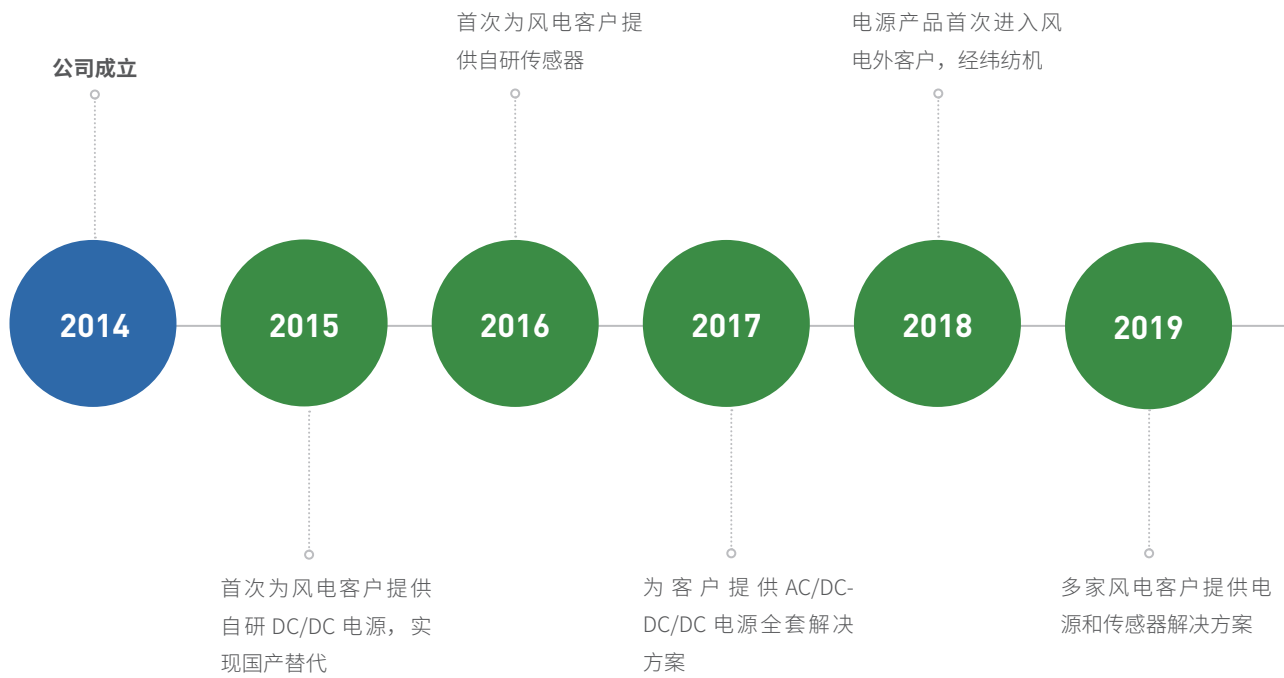 公司成立
首次为风电客户提
供自研传感器
电源产品首次进入风
电外客户，经纬纺机
2014
2015
2016
2017
2018
2019
首次为风电客户提供
自研 DC/DC 电源，实
现国产替代
为客户提供 AC/DC-
DC/DC 电源全套解决
方案
多家风电客户提供电
源和传感器解决方案